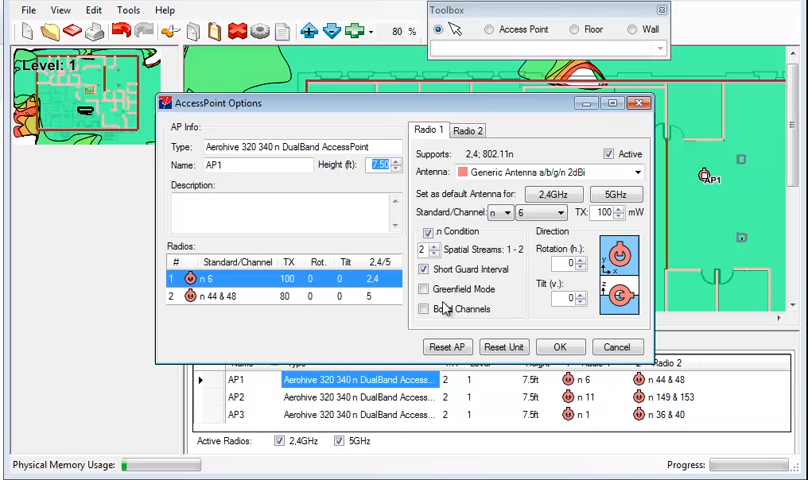 File View Edit Tools Help
Toolbox
80 %
Access Point Floor Wall
Level: 1
AccessPoint Options
AP Info:
Type: Aerohive 320 340 n DualBand AccessPoint
Name: AP1 Height (ft): 7.50
Description:
Radios:
# Standard/Channel TX Rot. Tilt 2,4/5
1 n 6 100 0 0 2,4
2 n 44 & 48 80 0 0 5
Radio 1 Radio 2
Supports: 2,4; 802.11n Active
Antenna: Generic Antenna a/b/g/n 2dBi
Set as default Antenna for: 2,4GHz 5GHz
Standard/Channel: n 6 TX: 100 mW
.n Condition
2 Spatial Streams: 1 - 2
Short Guard Interval
Greenfield Mode
Channels
Direction
Rotation (h.) 0
Tilt (v.) 0
y x
z x
Reset AP Reset Unit OK Cancel
AP1
AP1 Aerohive 320 340 n DualBand Access... 2 1 7.5ft n 6 n 44 & 48
AP2 Aerohive 320 340 n DualBand Access... 2 1 7.5ft n 11 n 149 & 153
AP3 Aerohive 320 340 n DualBand Access... 2 1 7.5ft n 1 n 36 & 40
Active Radios: 2,4GHz 5GHz
Physical Memory Usage: Progress: